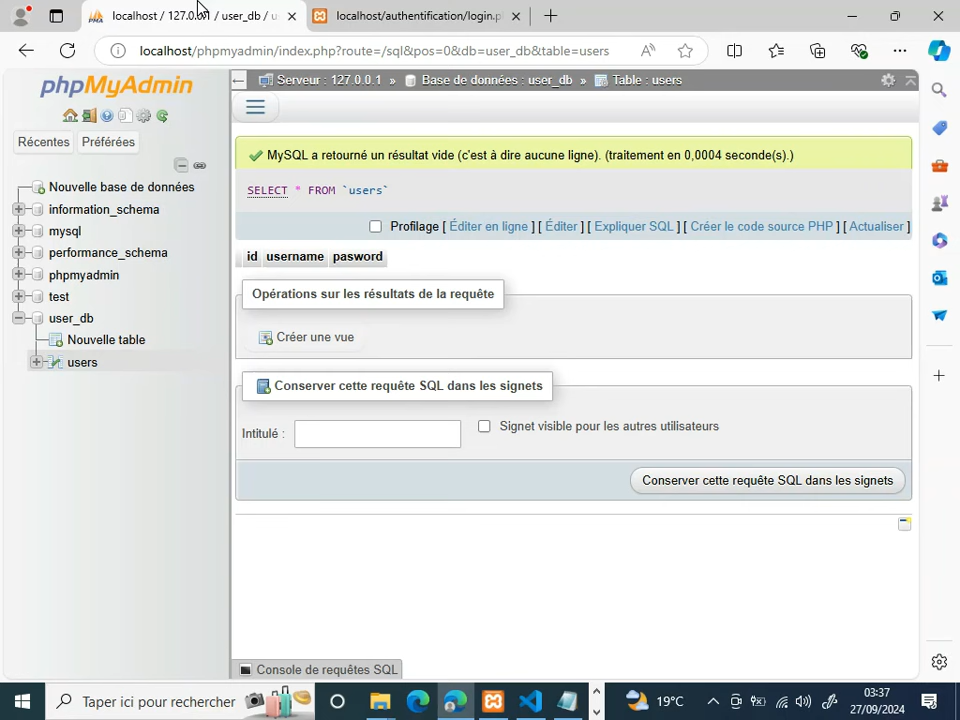 localhost / 127.0.0.1 / user_db / u
localhost/authentification/login.p
localhost/phpmyadmin/index.php?route=/sql&pos=0&db=user_db&table=users
phpMyAdmin
Récentes Préférées
Nouvelle base de données
information_schema
mysql
performance_schema
phpmyadmin
test
user_db
Nouvelle table
users
Serveur : 127.0.0.1 » Base de données : user_db » Table : users
MySQL a retourné un résultat vide (c'est à dire aucune ligne). (traitement en 0,0004 seconde(s).)
SELECT * FROM `users`
Profilage [ Éditer en ligne ] [ Éditer ] [ Expliquer SQL ] [ Créer le code source PHP ] [ Actualiser ]
id username pasword
Opérations sur les résultats de la requête
Créer une vue
Conserver cette requête SQL dans les signets
Intitulé :
Signet visible pour les autres utilisateurs
Conserver cette requête SQL dans les signets
Console de requêtes SQL
Taper ici pour rechercher
19°C
03:37
27/09/2024